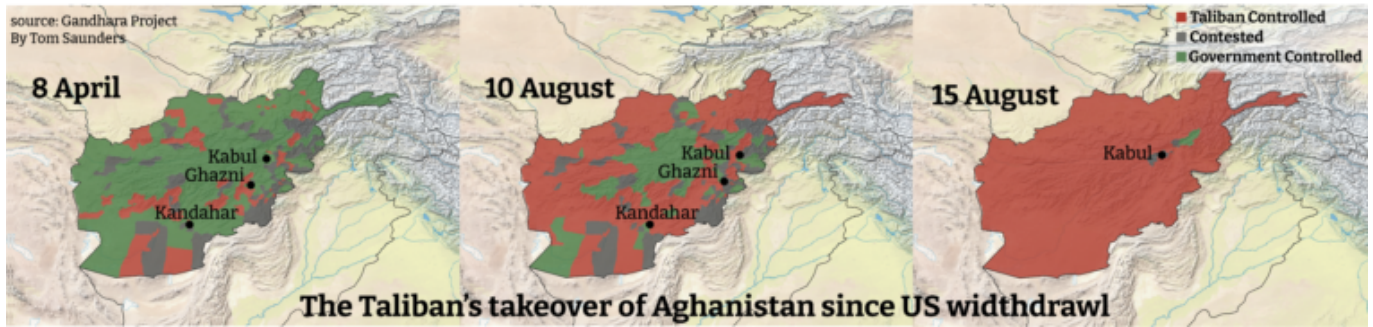 source: Gandhara Project
By Tom Saunders
8 April
Kabul
Ghazni
Kandahar
10 August
Kabul
Ghazni
Kandahar
15 August
Kabul
Taliban Controlled
Contested
Government Controlled
The Taliban's takeover of Aghanistan since US widthdrawl